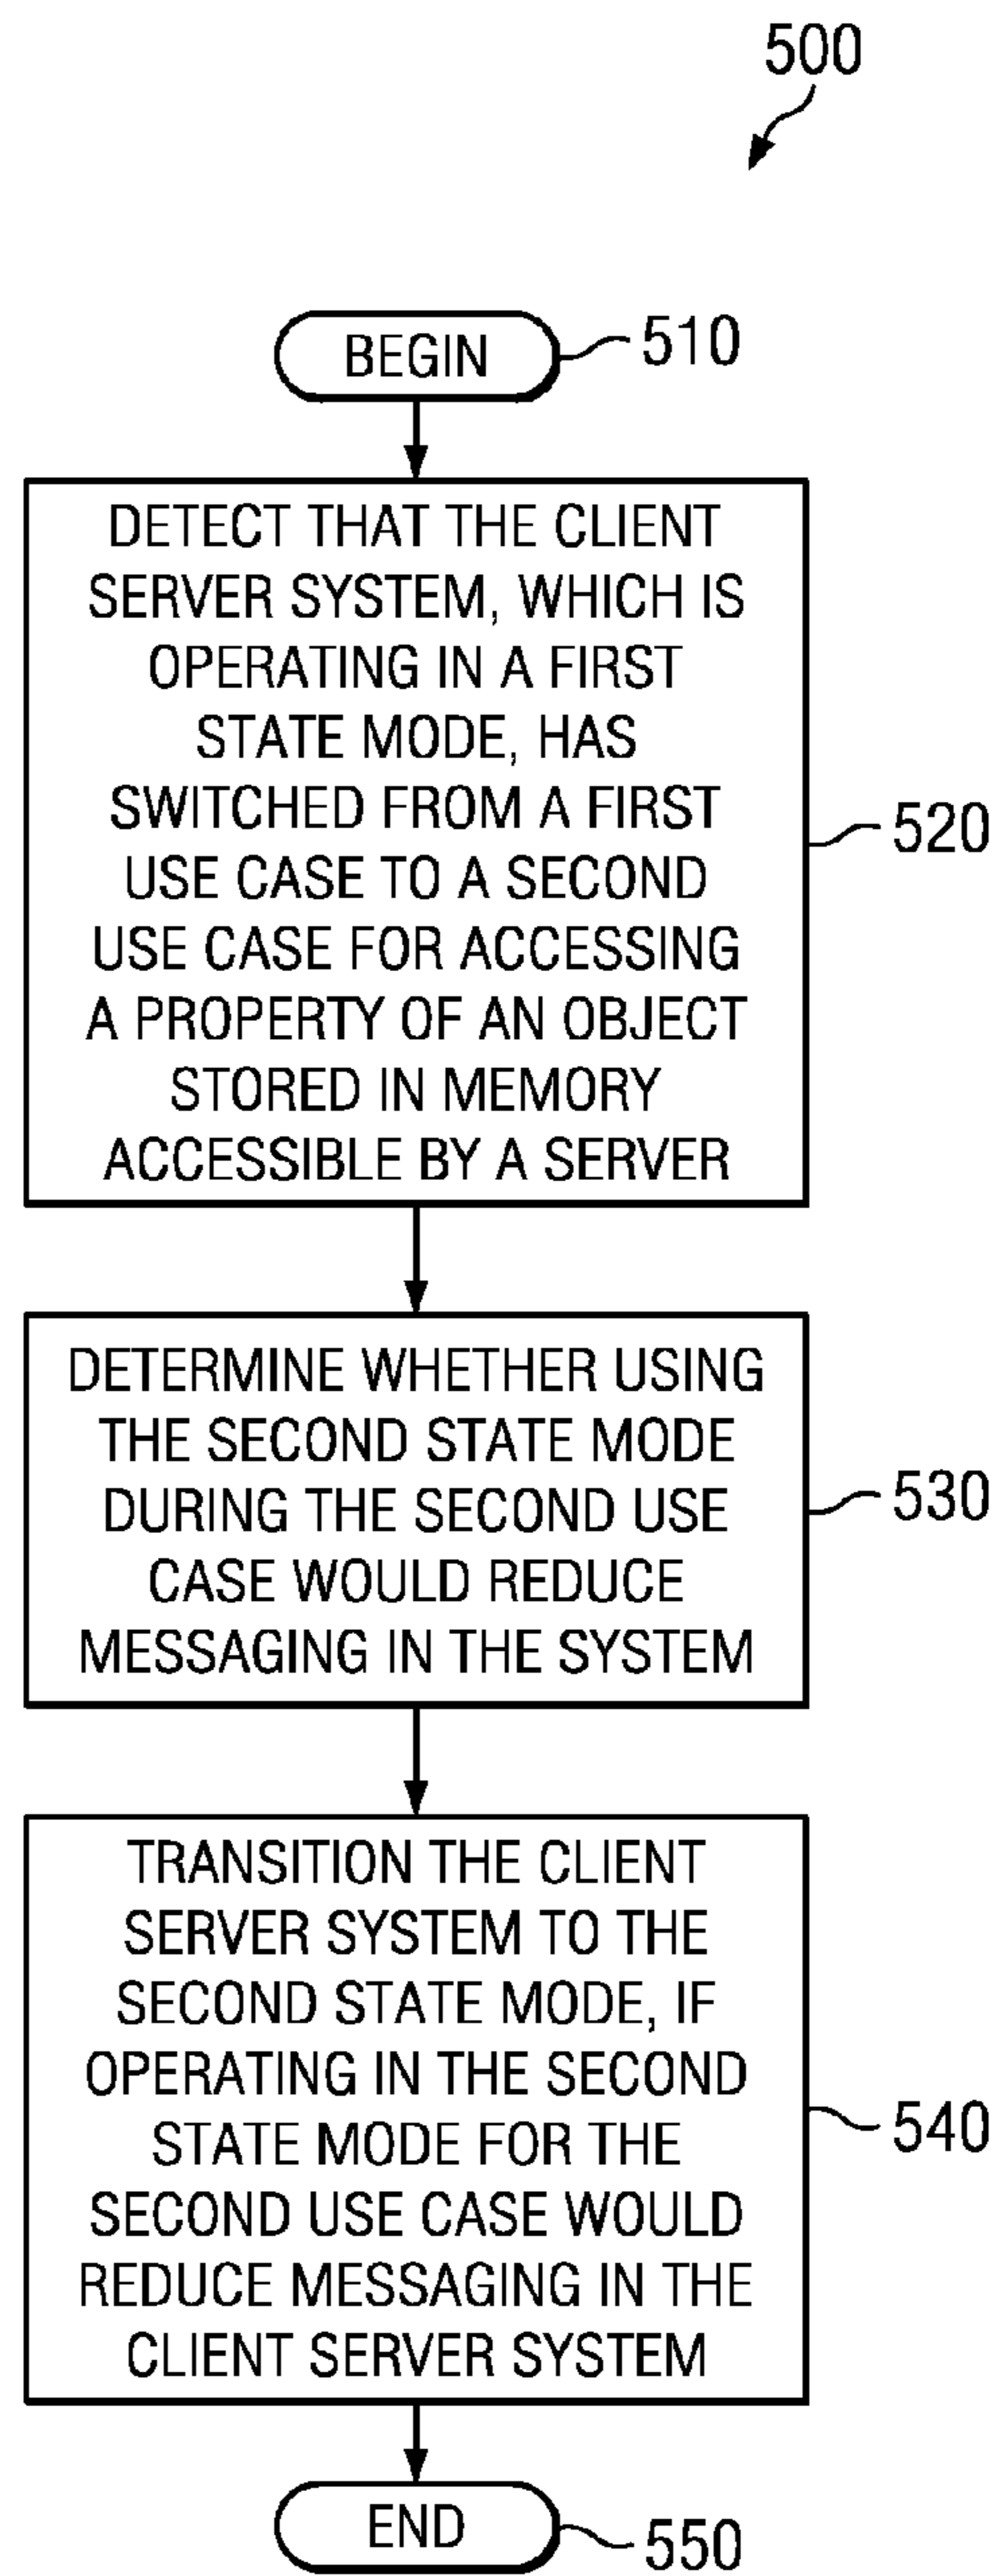 500
BEGIN
510
DETECT THAT THE CLIENT
SERVER SYSTEM, WHICH IS
OPERATING IN A FIRST
STATE MODE, HAS
SWITCHED FROM A FIRST
USE CASE TO A SECOND
USE CASE FOR ACCESSING
A PROPERTY OF AN OBJECT
STORED IN MEMORY
ACCESSIBLE BY A SERVER
520
DETERMINE WHETHER USING
THE SECOND STATE MODE
DURING THE SECOND USE
CASE WOULD REDUCE
MESSAGING IN THE SYSTEM
530
TRANSITION THE CLIENT
SERVER SYSTEM TO THE
SECOND STATE MODE, IF
OPERATING IN THE SECOND
STATE MODE FOR THE
SECOND USE CASE WOULD
REDUCE MESSAGING IN THE
CLIENT SERVER SYSTEM
540
END
550